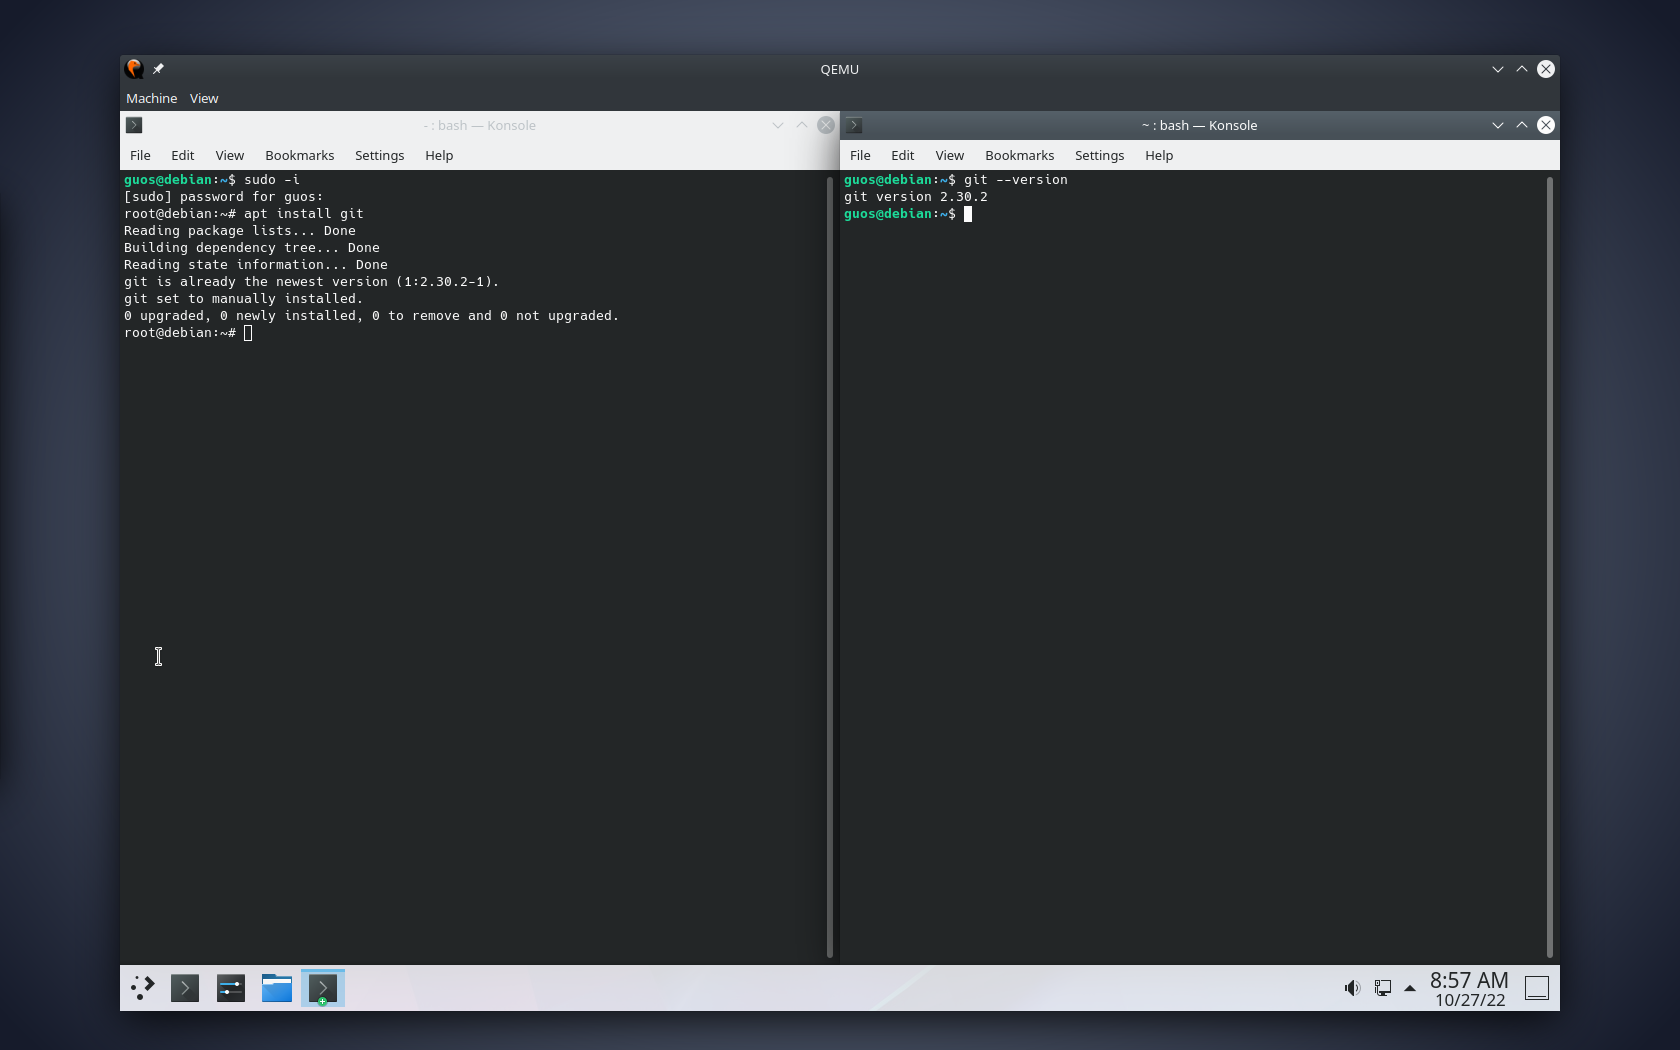 QEMU
Machine View
- : bash — Konsole
File Edit View Bookmarks Settings Help
guos@debian:~$ sudo -i
[sudo] password for guos:
root@debian:~# apt install git
Reading package lists... Done
Building dependency tree... Done
Reading state information... Done
git is already the newest version (1:2.30.2-1).
git set to manually installed.
0 upgraded, 0 newly installed, 0 to remove and 0 not upgraded.
root@debian:~#
~ : bash — Konsole
File Edit View Bookmarks Settings Help
guos@debian:~$ git --version
git version 2.30.2
guos@debian:~$
8:57 AM
10/27/22